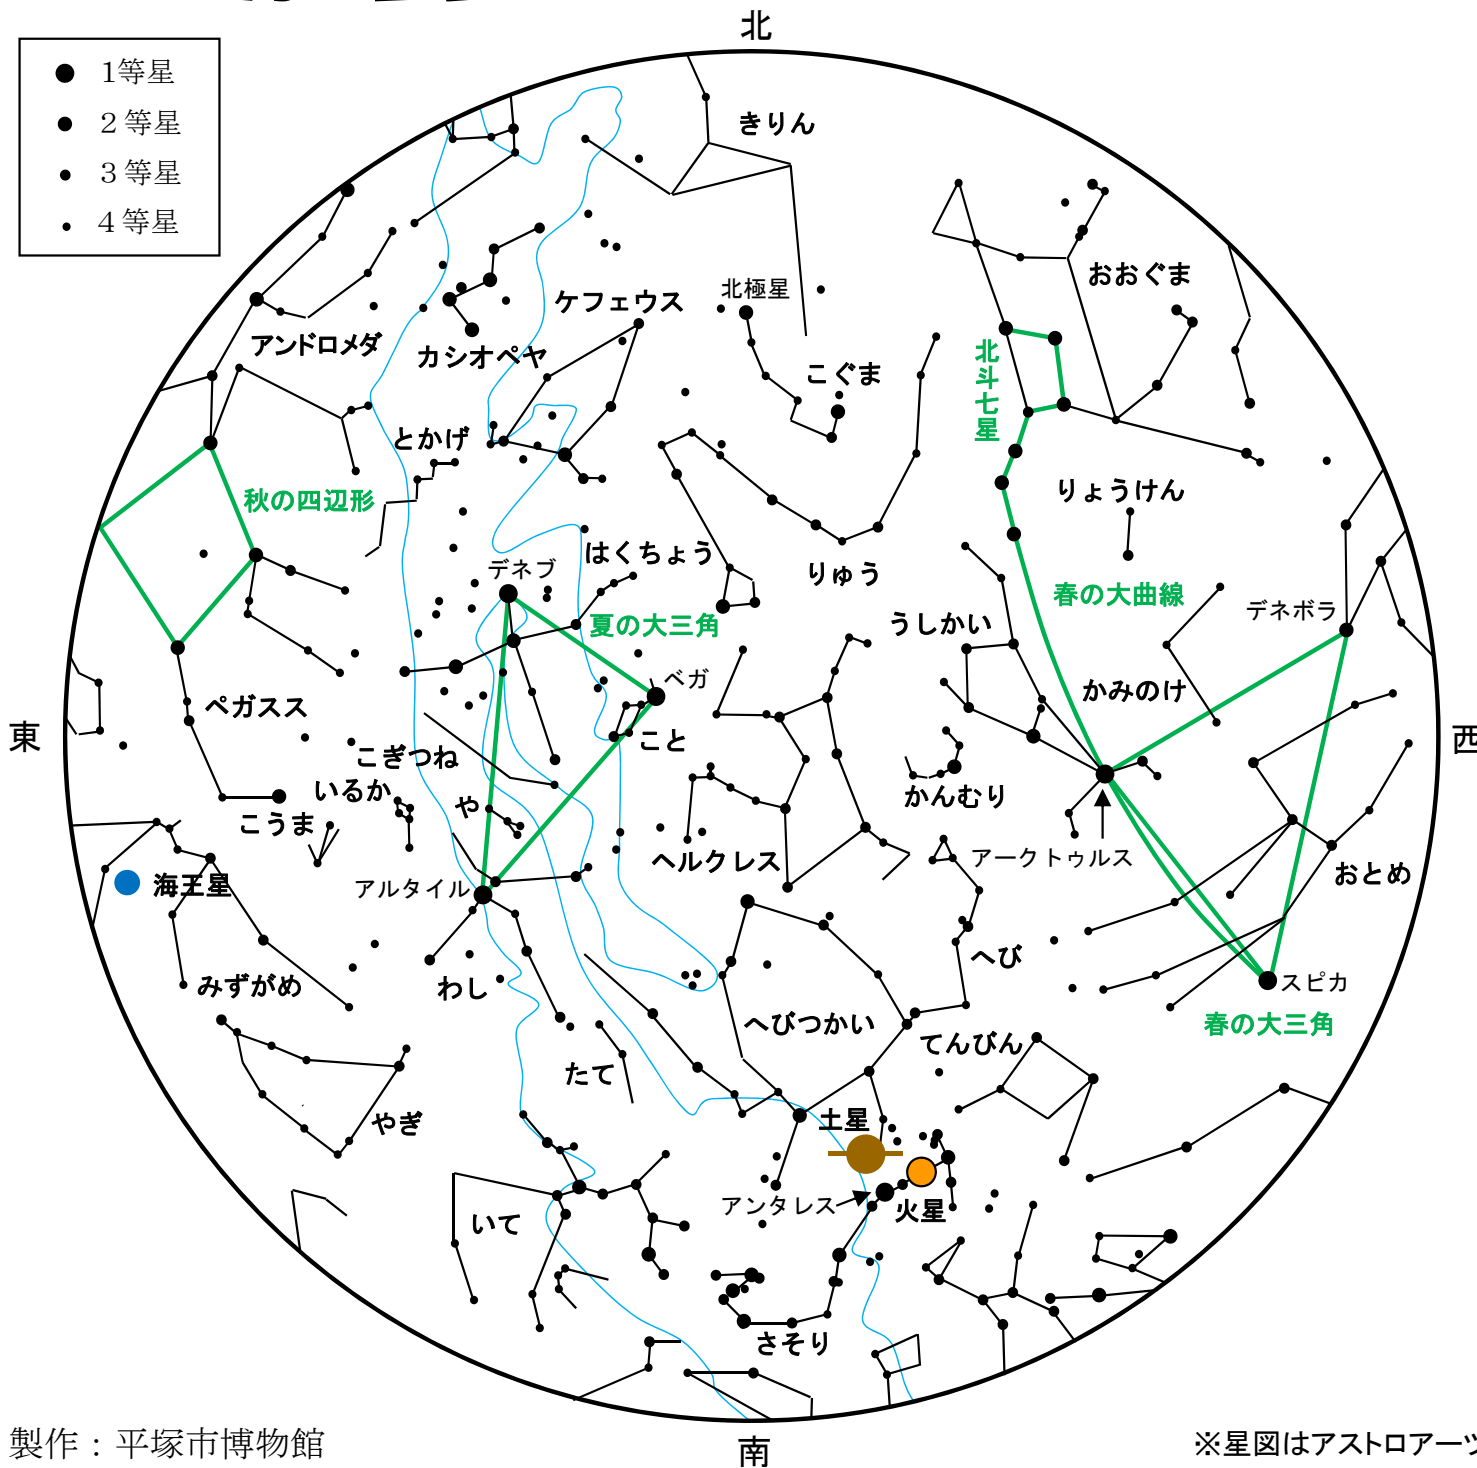 北
1等星
２等星
３等星
４等星
きりん
おおぐま
北極星
ケフェウス
アンドロメダ
カシオペヤ
こぐま
北斗七星
とかげ
秋の四辺形
りょうけん
はくちょう
デネブ
りゅう
春の大曲線
デネボラ
夏の大三角
うしかい
ベガ
かみのけ
ペガスス
東
西
こと
こぎつね
いるか
や
かんむり
こうま
ヘルクレス
アークトゥルス
おとめ
海王星
アルタイル
へび
みずがめ
わし
スピカ
へびつかい
春の大三角
てんびん
たて
やぎ
土星
アンタレス
火星
いて
さそり
製作：平塚市博物館
南
※星図はアストロアーツ